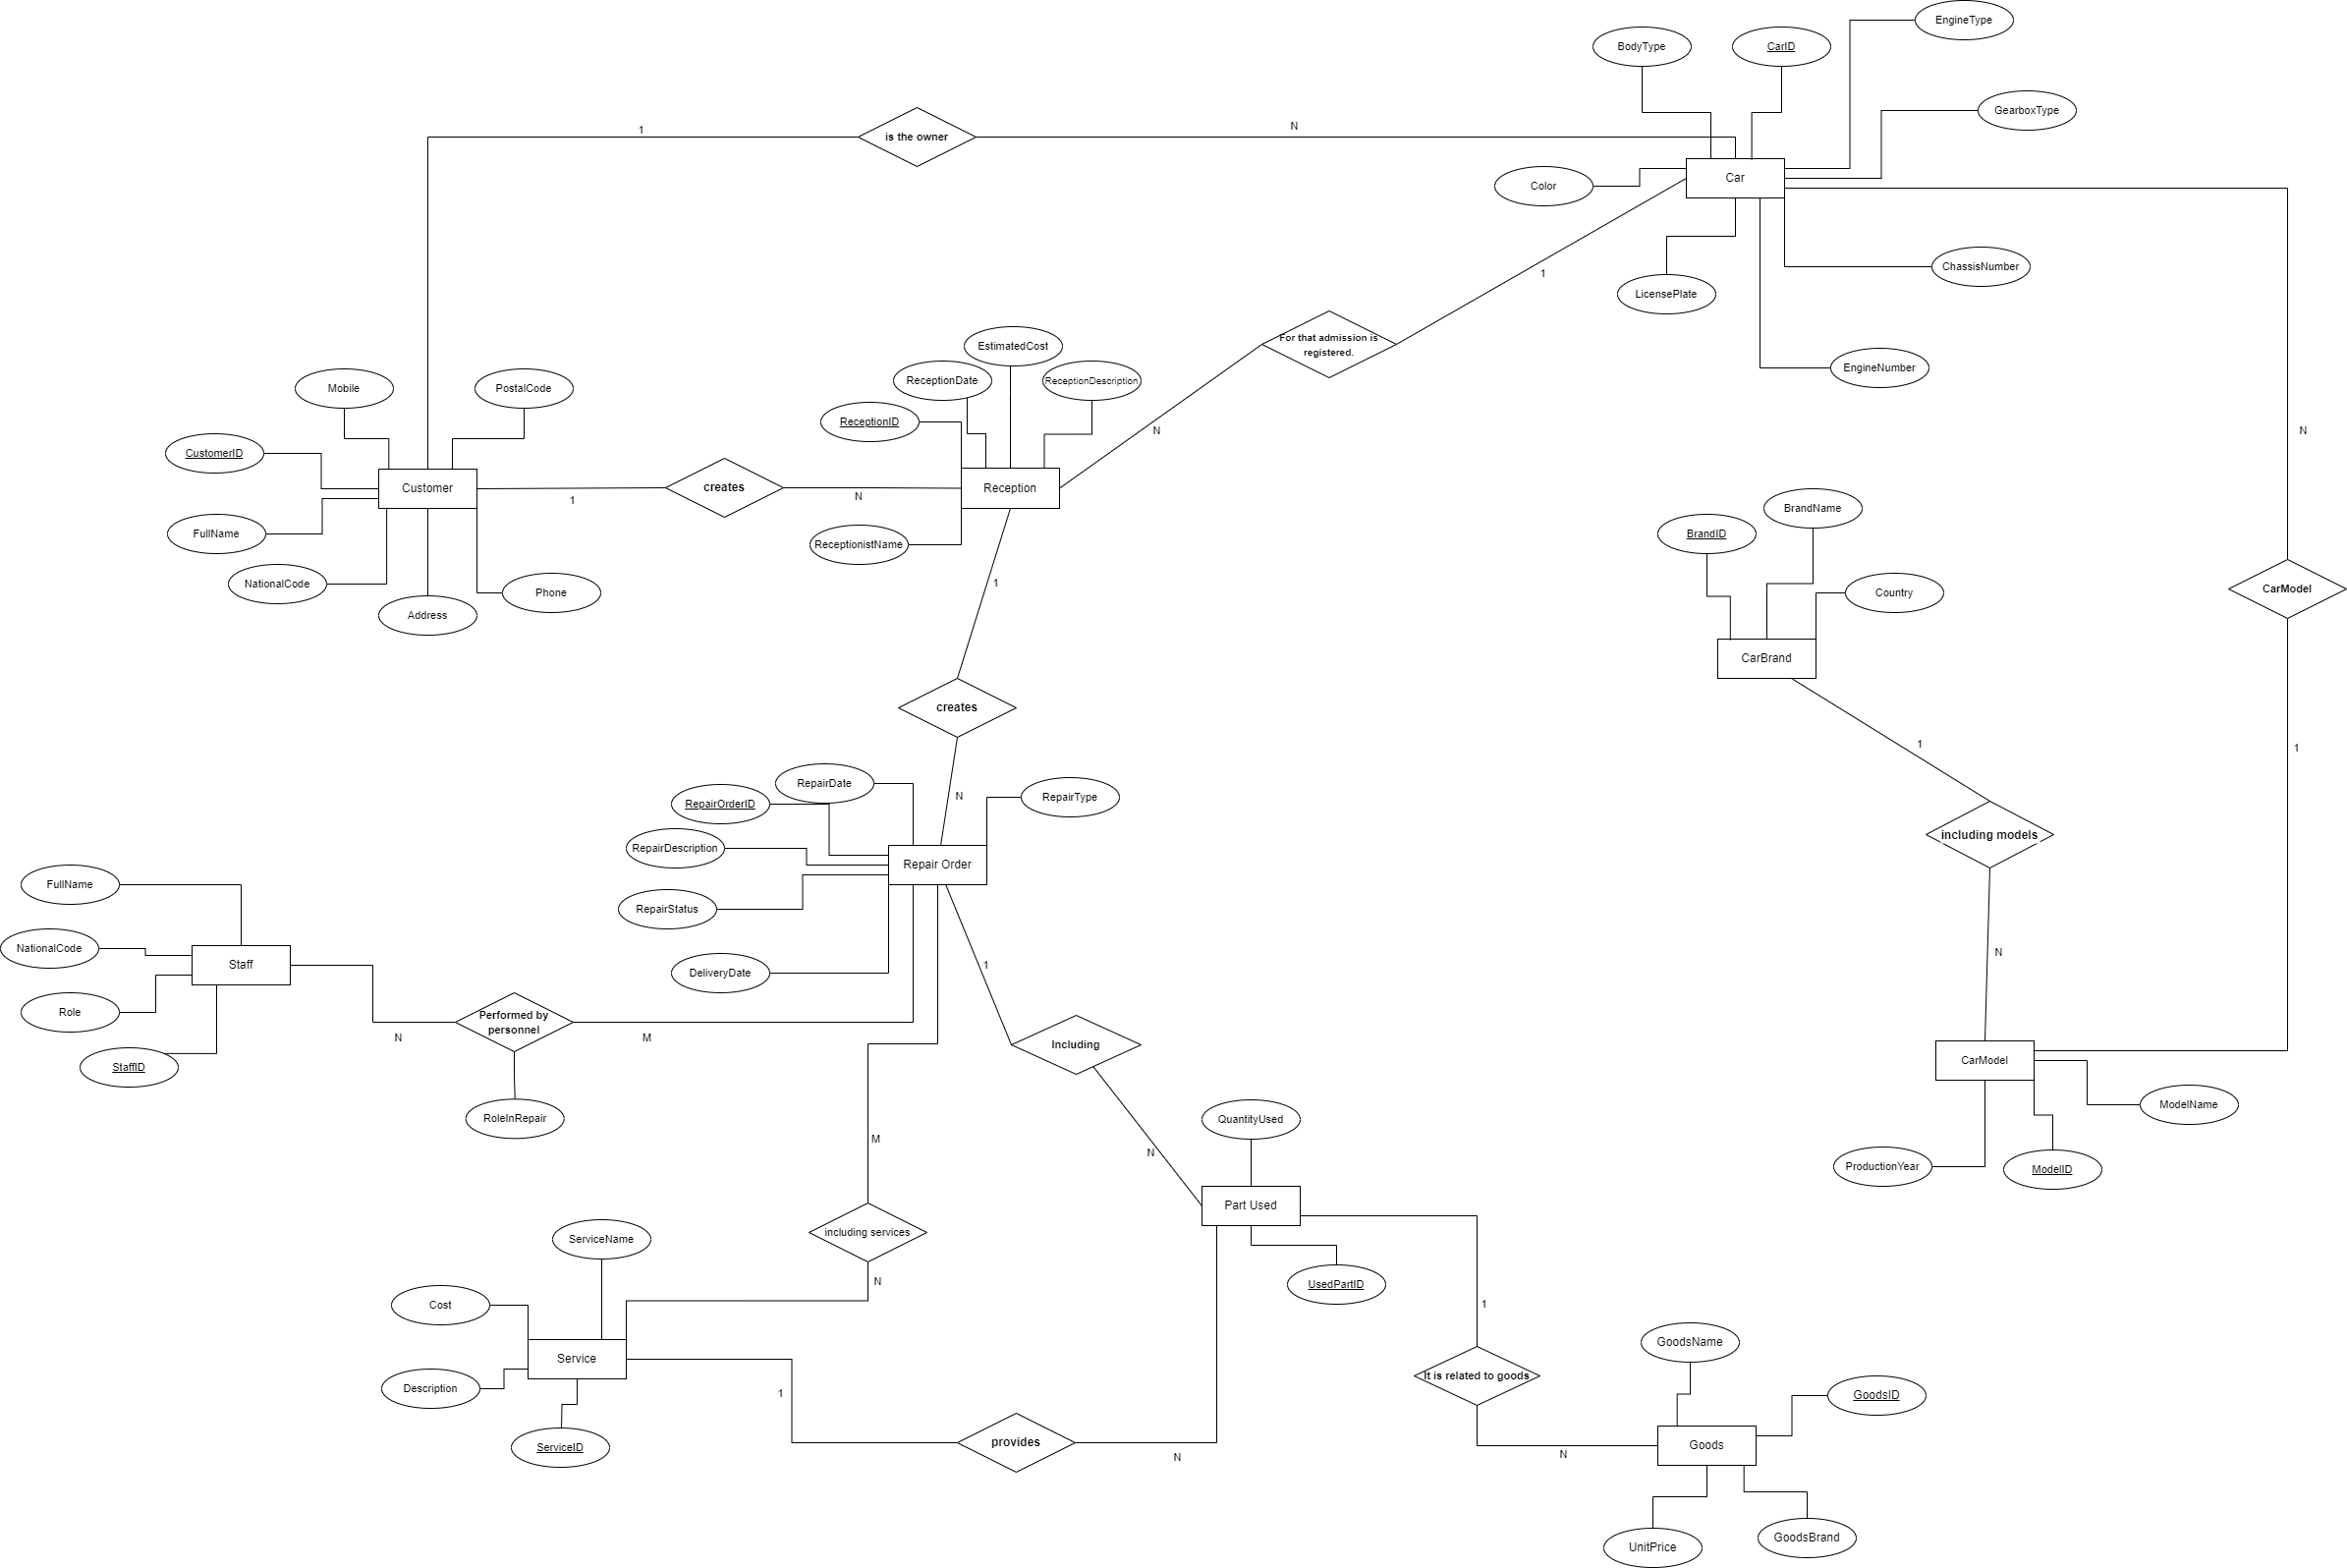 EngineType
BodyType
CarID
GearboxType
1
is the owner
N
Car
Color
ChassisNumber
LicensePlate
1
For that admission is
registered.
EstimatedCost
EngineNumber
ReceptionDate
ReceptionDescription
Mobile
PostalCode
ReceptionID
N
N
CustomerID
Customer
1
creates
N
Reception
BrandName
BrandID
FullName
ReceptionistName
NationalCode
1
Phone
Address
Country
CarModel
CarBrand
creates
1
1
RepairDate
N
RepairType
RepairOrderID
including models
RepairDescription
Repair Order
FullName
RepairStatus
NationalCode
N
Staff
1
DeliveryDate
Role
Performed by
personnel
N
M
Including
StaffID
CarModel
RoleInRepair
QuantityUsed
ModelName
M
N
ProductionYear
ModelID
Part Used
including services
ServiceName
N
UsedPartID
Cost
1
GoodsName
Service
It is related to goods
Description
1
GoodsID
ServiceID
provides
N
Goods
N
UnitPrice
GoodsBrand